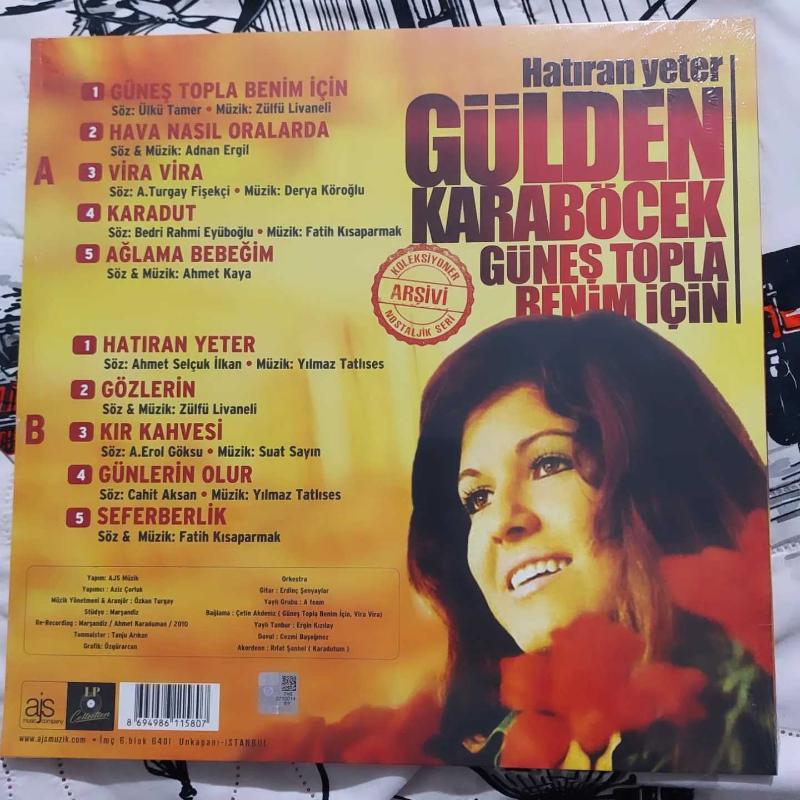 Hatıran yeter
GÜLDEN
KARABÖCEK
GÜNEŞ TOPLA
BENİM İÇİN
KOLEKSİYONER
ARŞİVİ
NOSTALJİK SERİ
A
1 GÜNEŞ TOPLA BENİM İÇİN
Söz: Ülkü Tamer • Müzik: Zülfü Livaneli
2 HAVA NASIL ORALARDA
Söz & Müzik: Adnan Ergil
3 VİRA VİRA
Söz: A.Turgay Fişekçi • Müzik: Derya Köroğlu
4 KARADUT
Söz: Bedri Rahmi Eyüboğlu • Müzik: Fatih Kısaparmak
5 AĞLAMA BEBEĞİM
Söz & Müzik: Ahmet Kaya
B
1 HATIRAN YETER
Söz: Ahmet Selçuk İlkan • Müzik: Yılmaz Tatlıses
2 GÖZLERİN
Söz & Müzik: Zülfü Livaneli
3 KIR KAHVESİ
Söz: A.Erol Göksu • Müzik: Suat Sayın
4 GÜNLERİN OLUR
Söz: Cahit Aksan • Müzik: Yılmaz Tatlıses
5 SEFERBERLİK
Söz & Müzik: Fatih Kısaparmak
Yapım: AJS Müzik
Yapımcı : Aziz Çorluk
Müzik Yönetmeni & Aranjör : Özkan Turgay
Stüdyo : Marşandiz
Re-Recording : Marşandiz / Ahmet Karaduman / 2010
Tonmaister : Tanju Arıkan
Grafik: Özgürarcan
Orkestra
Gitar : Erdinç Şenyaylar
Yaylı Grubu : A team
Bağlama : Çetin Akdeniz ( Güneş Topla Benim İçin, Vira Vira)
Yaylı Tanbur : Ergin Kızılay
Davul : Cezmi Başeğmez
Akordeon : Rıfat Şanhel ( Karadutum )
ajs
music company
LP
Collection
8 694986 115807
www.ajsmuzik.com • İmç 6.blok 6401 Unkapanı-İSTANBUL